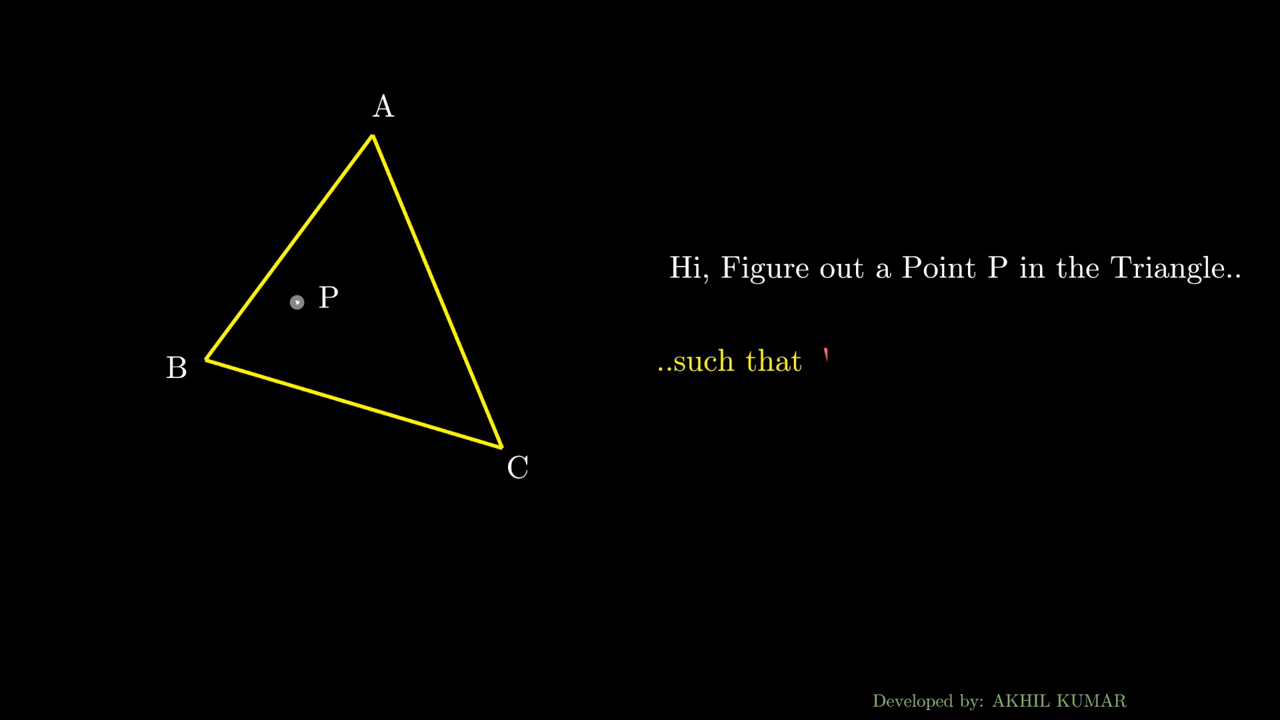 A
Hi, Figure out a Point P in the Triangle..
P
..such that
B
C
Developed by: AKHIL KUMAR